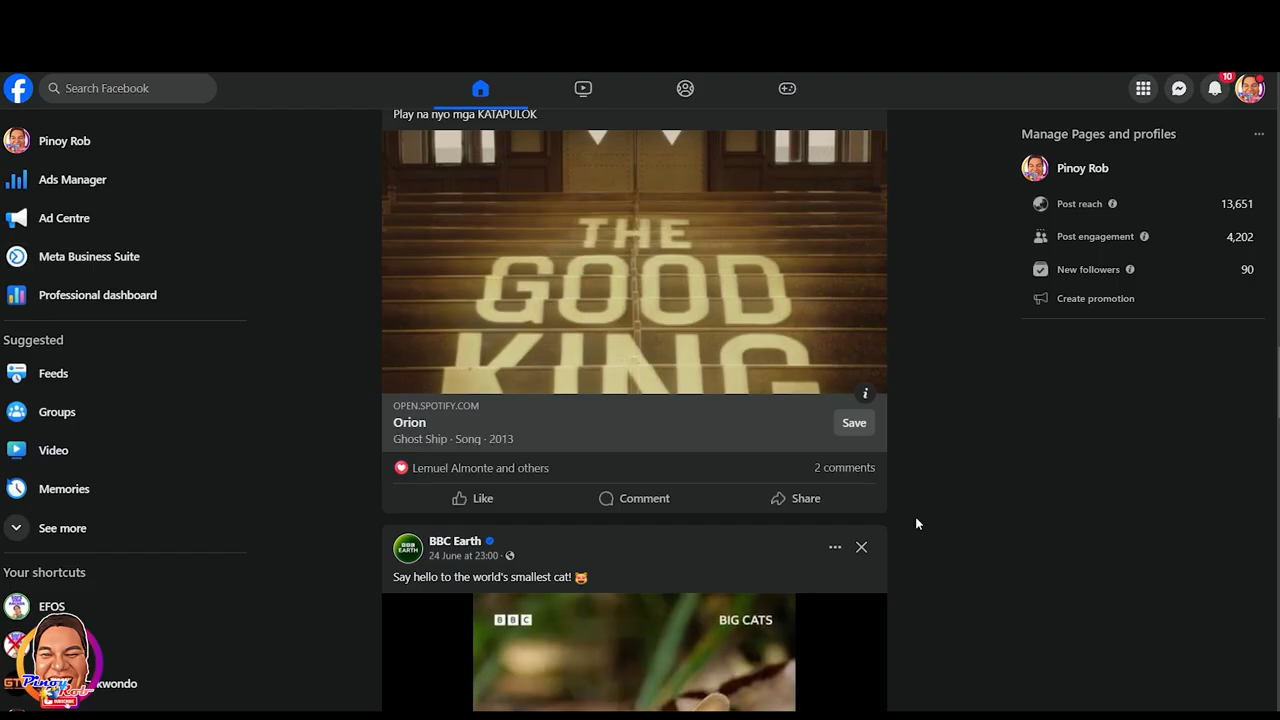 Search Facebook
10
Pinoy Rob
Ads Manager
Ad Centre
Meta Business Suite
Professional dashboard
Suggested
Feeds
Groups
Video
Memories
See more
Your shortcuts
EFOS
kwondo
Pinoy
Rob
SUBSCRIBE
Play na nyo mga KATAPULOK
THE
GOOD
KING
OPEN.SPOTIFY.COM
Orion
Ghost Ship · Song · 2013
Save
Lemuel Almonte and others
2 comments
Like
Comment
Share
BBC Earth
24 June at 23:00 ·
Say hello to the world's smallest cat! 😺
BBC
BIG CATS
Manage Pages and profiles
Pinoy Rob
Post reach
13,651
Post engagement
4,202
New followers
90
Create promotion